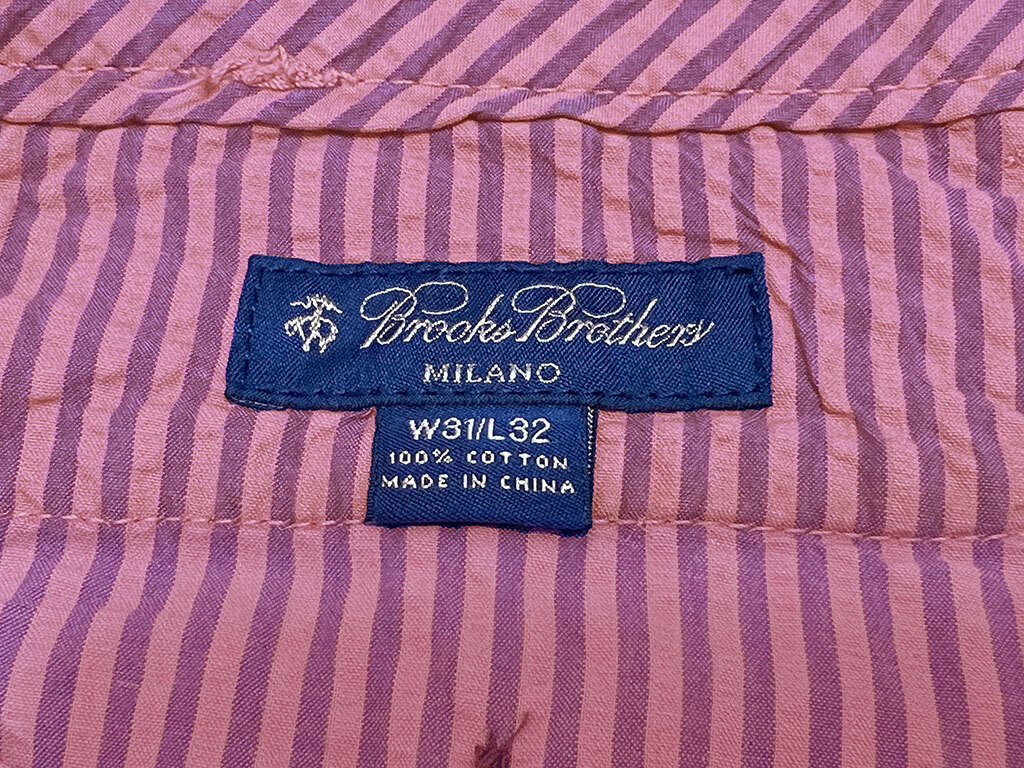 Brooks Brothers
MILANO
W31/L32
100% COTTON
MADE IN CHINA